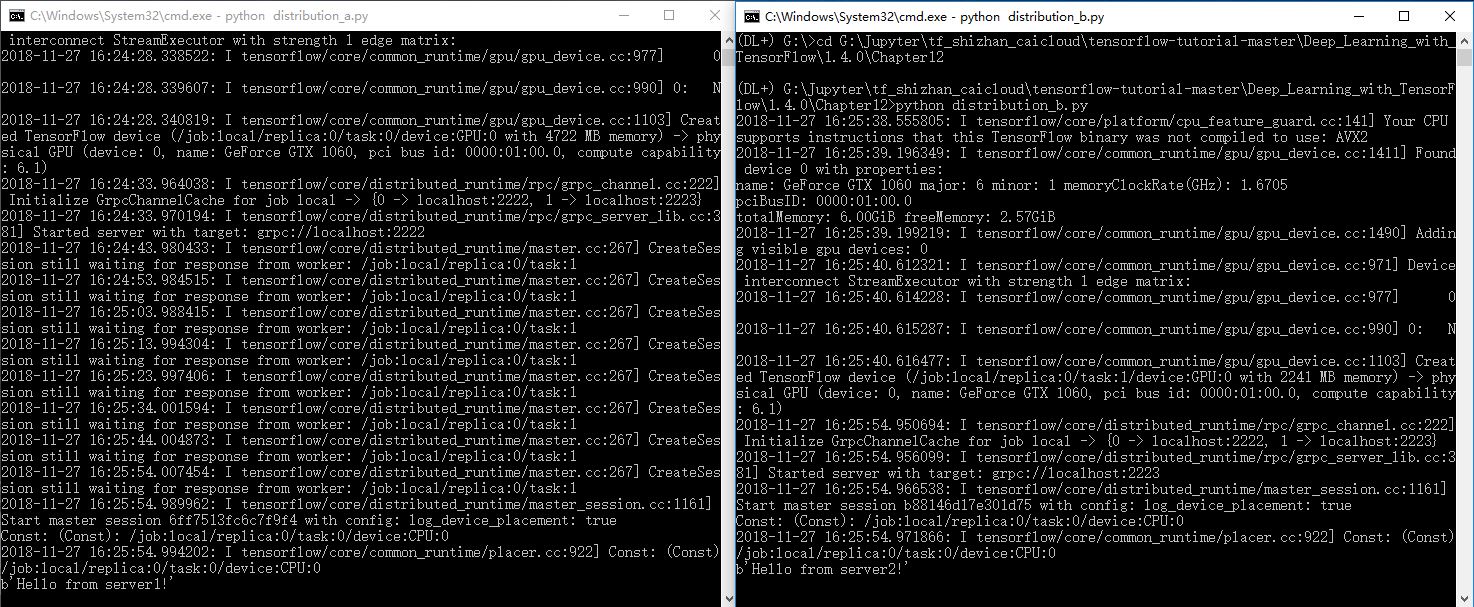 C:\Windows\System32\cmd.exe - python  distribution_a.py
 interconnect StreamExecutor with strength 1 edge matrix:
2018-11-27 16:24:28.338522: I tensorflow/core/common_runtime/gpu/gpu_device.cc:977]      0
2018-11-27 16:24:28.339607: I tensorflow/core/common_runtime/gpu/gpu_device.cc:990] 0:   N
2018-11-27 16:24:28.340819: I tensorflow/core/common_runtime/gpu/gpu_device.cc:1103] Creat
ed TensorFlow device (/job:local/replica:0/task:0/device:GPU:0 with 4722 MB memory) -> phy
sical GPU (device: 0, name: GeForce GTX 1060, pci bus id: 0000:01:00.0, compute capability
: 6.1)
2018-11-27 16:24:33.964038: I tensorflow/core/distributed_runtime/rpc/grpc_channel.cc:222]
 Initialize GrpcChannelCache for job local -> {0 -> localhost:2222, 1 -> localhost:2223}
2018-11-27 16:24:33.970194: I tensorflow/core/distributed_runtime/rpc/grpc_server_lib.cc:3
81] Started server with target: grpc://localhost:2222
2018-11-27 16:24:43.980433: I tensorflow/core/distributed_runtime/master.cc:267] CreateSes
sion still waiting for response from worker: /job:local/replica:0/task:1
2018-11-27 16:24:53.984515: I tensorflow/core/distributed_runtime/master.cc:267] CreateSes
sion still waiting for response from worker: /job:local/replica:0/task:1
2018-11-27 16:25:03.988415: I tensorflow/core/distributed_runtime/master.cc:267] CreateSes
sion still waiting for response from worker: /job:local/replica:0/task:1
2018-11-27 16:25:13.994304: I tensorflow/core/distributed_runtime/master.cc:267] CreateSes
sion still waiting for response from worker: /job:local/replica:0/task:1
2018-11-27 16:25:23.997406: I tensorflow/core/distributed_runtime/master.cc:267] CreateSes
sion still waiting for response from worker: /job:local/replica:0/task:1
2018-11-27 16:25:34.001594: I tensorflow/core/distributed_runtime/master.cc:267] CreateSes
sion still waiting for response from worker: /job:local/replica:0/task:1
2018-11-27 16:25:44.004873: I tensorflow/core/distributed_runtime/master.cc:267] CreateSes
sion still waiting for response from worker: /job:local/replica:0/task:1
2018-11-27 16:25:54.007454: I tensorflow/core/distributed_runtime/master.cc:267] CreateSes
sion still waiting for response from worker: /job:local/replica:0/task:1
2018-11-27 16:25:54.989962: I tensorflow/core/distributed_runtime/master_session.cc:1161]
Start master session 6ff7513fc6c7f9f4 with config: log_device_placement: true
Const: (Const): /job:local/replica:0/task:0/device:CPU:0
2018-11-27 16:25:54.994202: I tensorflow/core/common_runtime/placer.cc:922] Const: (Const)
/job:local/replica:0/task:0/device:CPU:0
b'Hello from server1!'
C:\Windows\System32\cmd.exe - python  distribution_b.py
(DL+) G:\>cd G:\Jupyter\tf_shizhan_caicloud\tensorflow-tutorial-master\Deep_Learning_with_
TensorFlow\1.4.0\Chapter12
(DL+) G:\Jupyter\tf_shizhan_caicloud\tensorflow-tutorial-master\Deep_Learning_with_TensorF
low\1.4.0\Chapter12>python distribution_b.py
2018-11-27 16:25:38.555805: I tensorflow/core/platform/cpu_feature_guard.cc:141] Your CPU
supports instructions that this TensorFlow binary was not compiled to use: AVX2
2018-11-27 16:25:39.196349: I tensorflow/core/common_runtime/gpu/gpu_device.cc:1411] Found
 device 0 with properties:
name: GeForce GTX 1060 major: 6 minor: 1 memoryClockRate(GHz): 1.6705
pciBusID: 0000:01:00.0
totalMemory: 6.00GiB freeMemory: 2.57GiB
2018-11-27 16:25:39.199219: I tensorflow/core/common_runtime/gpu/gpu_device.cc:1490] Addin
g visible gpu devices: 0
2018-11-27 16:25:40.612321: I tensorflow/core/common_runtime/gpu/gpu_device.cc:971] Device
 interconnect StreamExecutor with strength 1 edge matrix:
2018-11-27 16:25:40.614228: I tensorflow/core/common_runtime/gpu/gpu_device.cc:977]      0
2018-11-27 16:25:40.615287: I tensorflow/core/common_runtime/gpu/gpu_device.cc:990] 0:   N
2018-11-27 16:25:40.616477: I tensorflow/core/common_runtime/gpu/gpu_device.cc:1103] Creat
ed TensorFlow device (/job:local/replica:0/task:1/device:GPU:0 with 2241 MB memory) -> phy
sical GPU (device: 0, name: GeForce GTX 1060, pci bus id: 0000:01:00.0, compute capability
: 6.1)
2018-11-27 16:25:54.950694: I tensorflow/core/distributed_runtime/rpc/grpc_channel.cc:222]
 Initialize GrpcChannelCache for job local -> {0 -> localhost:2222, 1 -> localhost:2223}
2018-11-27 16:25:54.956099: I tensorflow/core/distributed_runtime/rpc/grpc_server_lib.cc:3
81] Started server with target: grpc://localhost:2223
2018-11-27 16:25:54.966538: I tensorflow/core/distributed_runtime/master_session.cc:1161]
Start master session b88146d17e301d75 with config: log_device_placement: true
Const: (Const): /job:local/replica:0/task:0/device:CPU:0
2018-11-27 16:25:54.971866: I tensorflow/core/common_runtime/placer.cc:922] Const: (Const)
/job:local/replica:0/task:0/device:CPU:0
b'Hello from server2!'